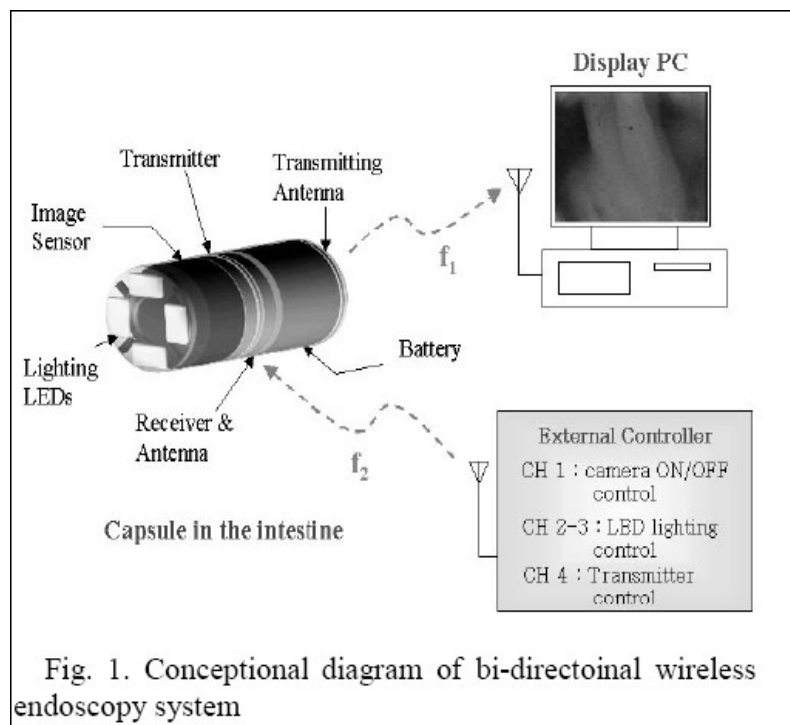 Display PC
Transmitter
Transmitting
Antenna
Image
Sensor
f1
Lighting
LEDs
Battery
Receiver &
Antenna
f2
External Controller
CH 1 : camera ON/OFF
control
CH 2-3 : LED lighting
control
CH 4 : Transmitter
control
Capsule in the intestine
Fig. 1. Conceptional diagram of bi-directoinal wireless
endoscopy system